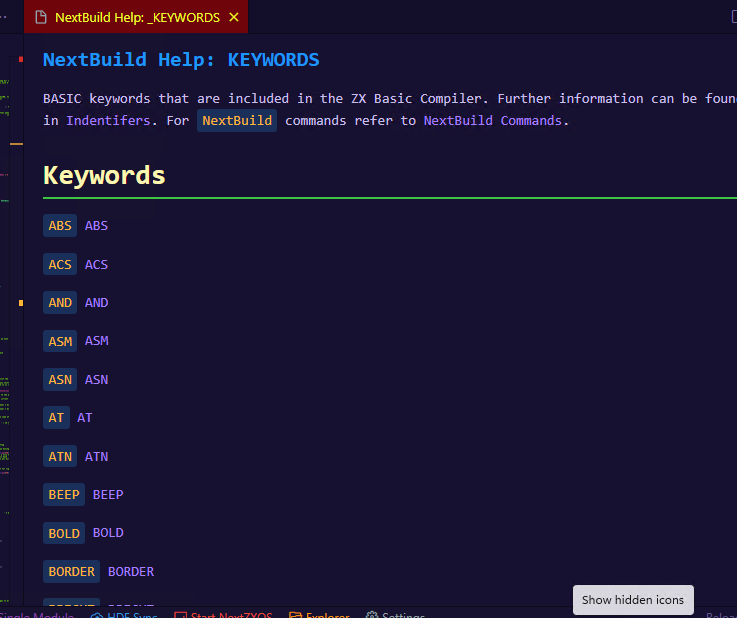 NextBuild Help: _KEYWORDS ×
NextBuild Help: KEYWORDS
BASIC keywords that are included in the ZX Basic Compiler. Further information can be foun
in Indentifers. For NextBuild commands refer to NextBuild Commands.
Keywords
ABS ABS
ACS ACS
AND AND
ASM ASM
ASN ASN
AT AT
ATN ATN
BEEP BEEP
BOLD BOLD
BORDER BORDER
Show hidden icons
Single Module HDF Sync Start NextZXOS Explorer Settings Reload